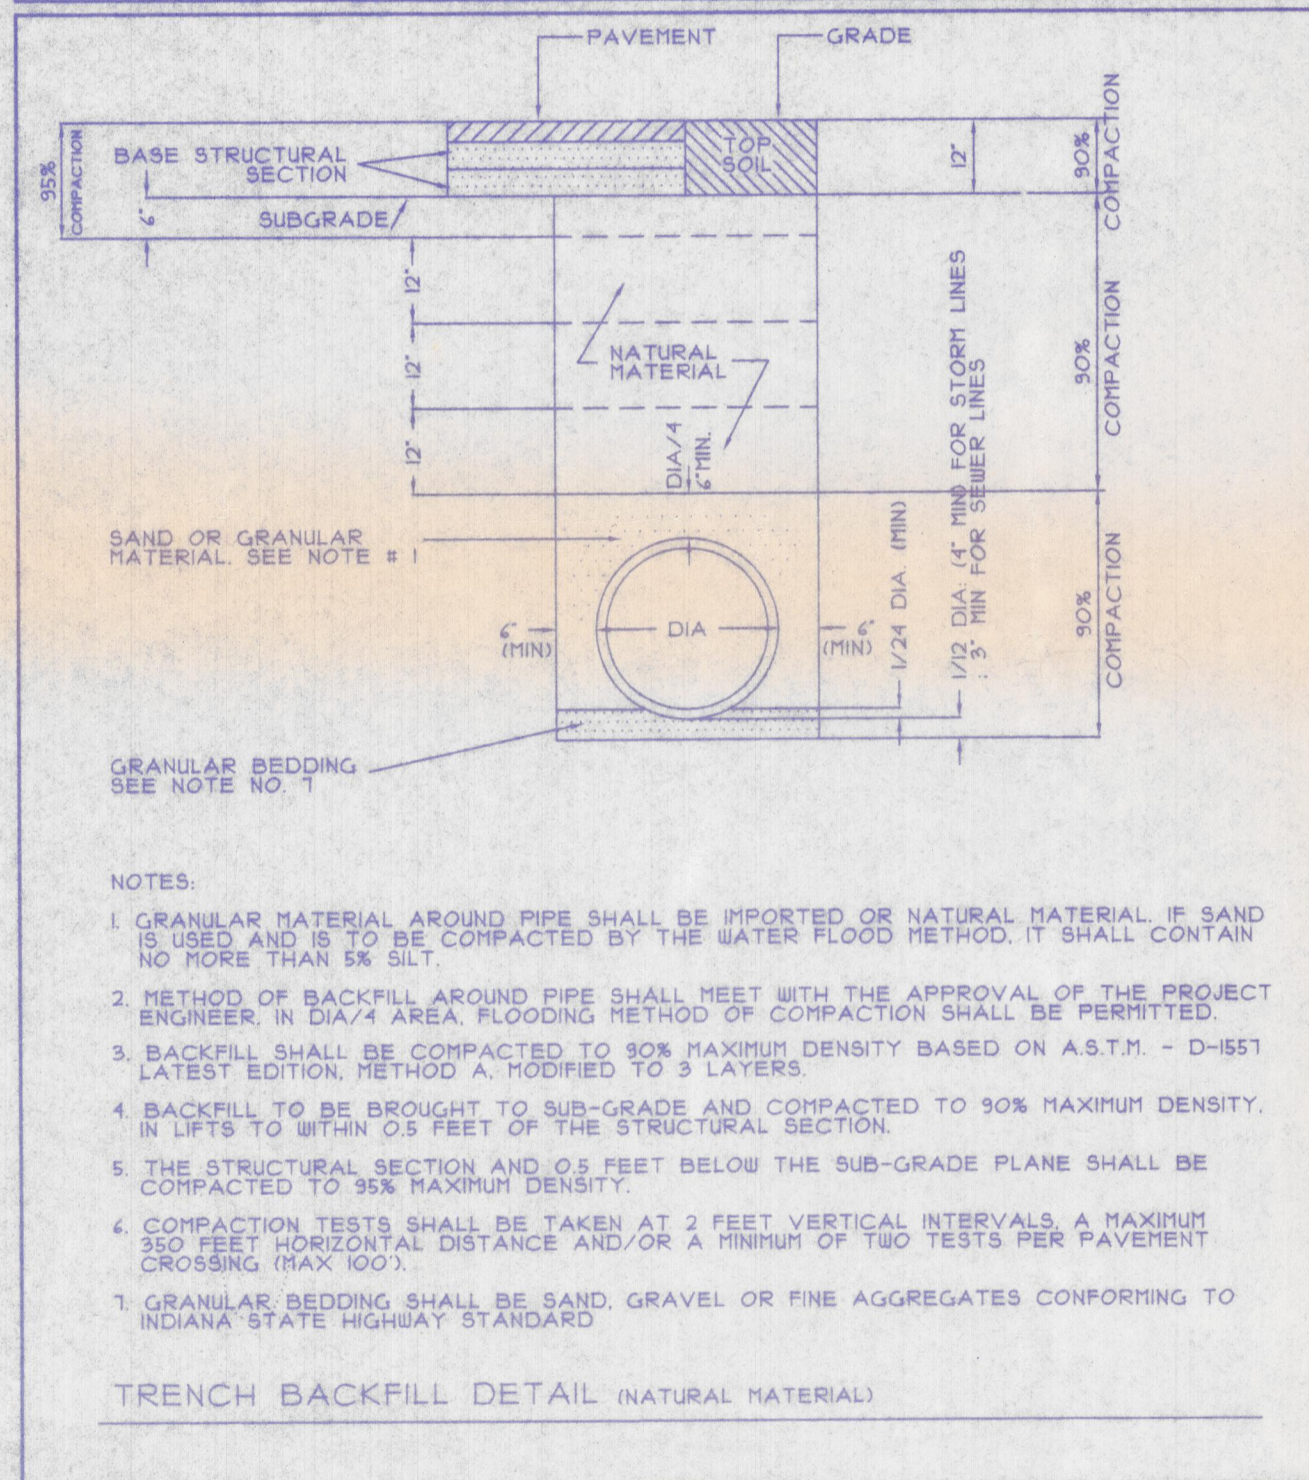 PAVEMENT
GRADE
95%
COMPACTION
BASE STRUCTURAL
SECTION
6"
SUBGRADE
TOP
SOIL
12"
90%
COMPACTION
12"
12"
12"
NATURAL
MATERIAL
DIA/4
6" MIN.
90%
COMPACTION
SAND OR GRANULAR
MATERIAL. SEE NOTE # 1
6"
(MIN)
DIA
6"
(MIN)
1/24 DIA. (MIN)
1/12 DIA: (4" MIN) FOR STORM LINES
: 3" MIN FOR SEWER LINES
90%
COMPACTION
GRANULAR BEDDING
SEE NOTE NO. 7
NOTES:
1. GRANULAR MATERIAL AROUND PIPE SHALL BE IMPORTED OR NATURAL MATERIAL. IF SAND
IS USED AND IS TO BE COMPACTED BY THE WATER FLOOD METHOD, IT SHALL CONTAIN
NO MORE THAN 5% SILT.
2. METHOD OF BACKFILL AROUND PIPE SHALL MEET WITH THE APPROVAL OF THE PROJECT
ENGINEER. IN DIA/4 AREA, FLOODING METHOD OF COMPACTION SHALL BE PERMITTED.
3. BACKFILL SHALL BE COMPACTED TO 90% MAXIMUM DENSITY BASED ON A.S.T.M. - D-1557
LATEST EDITION, METHOD A, MODIFIED TO 3 LAYERS.
4. BACKFILL TO BE BROUGHT TO SUB-GRADE AND COMPACTED TO 90% MAXIMUM DENSITY,
IN LIFTS TO WITHIN 0.5 FEET OF THE STRUCTURAL SECTION.
5. THE STRUCTURAL SECTION AND 0.5 FEET BELOW THE SUB-GRADE PLANE SHALL BE
COMPACTED TO 95% MAXIMUM DENSITY.
6. COMPACTION TESTS SHALL BE TAKEN AT 2 FEET VERTICAL INTERVALS, A MAXIMUM
350 FEET HORIZONTAL DISTANCE AND/OR A MINIMUM OF TWO TESTS PER PAVEMENT
CROSSING (MAX 100').
7. GRANULAR BEDDING SHALL BE SAND, GRAVEL OR FINE AGGREGATES CONFORMING TO
INDIANA STATE HIGHWAY STANDARD
TRENCH BACKFILL DETAIL (NATURAL MATERIAL)